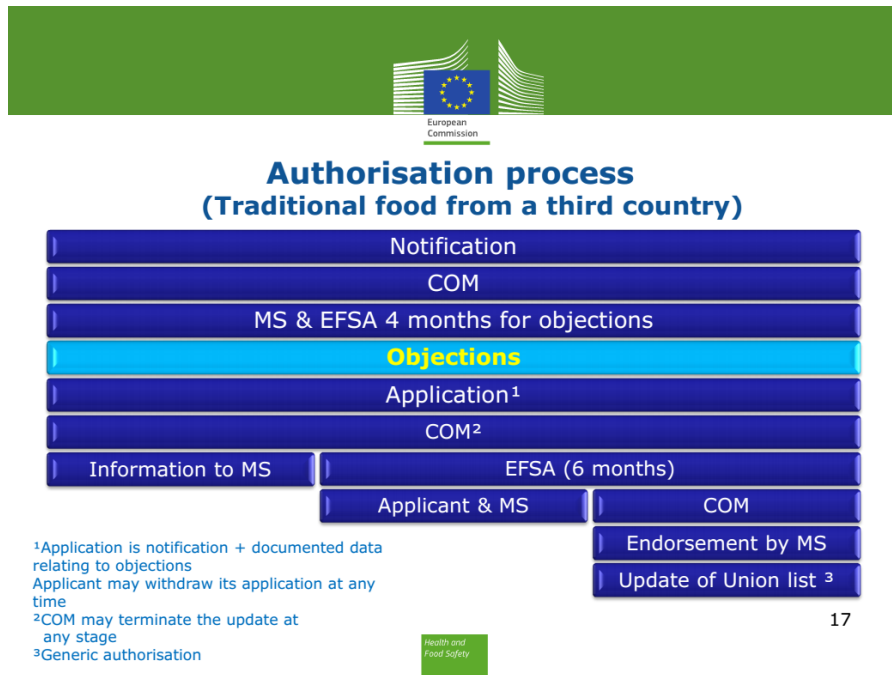 European
Commission
Authorisation process
(Traditional food from a third country)
Notification
COM
MS & EFSA 4 months for objections
Objections
Application¹
COM²
Information to MS
EFSA (6 months)
Applicant & MS
COM
Endorsement by MS
Update of Union list ³
¹Application is notification + documented data
relating to objections
Applicant may withdraw its application at any
time
²COM may terminate the update at
any stage
³Generic authorisation
17
Health and
Food Safety